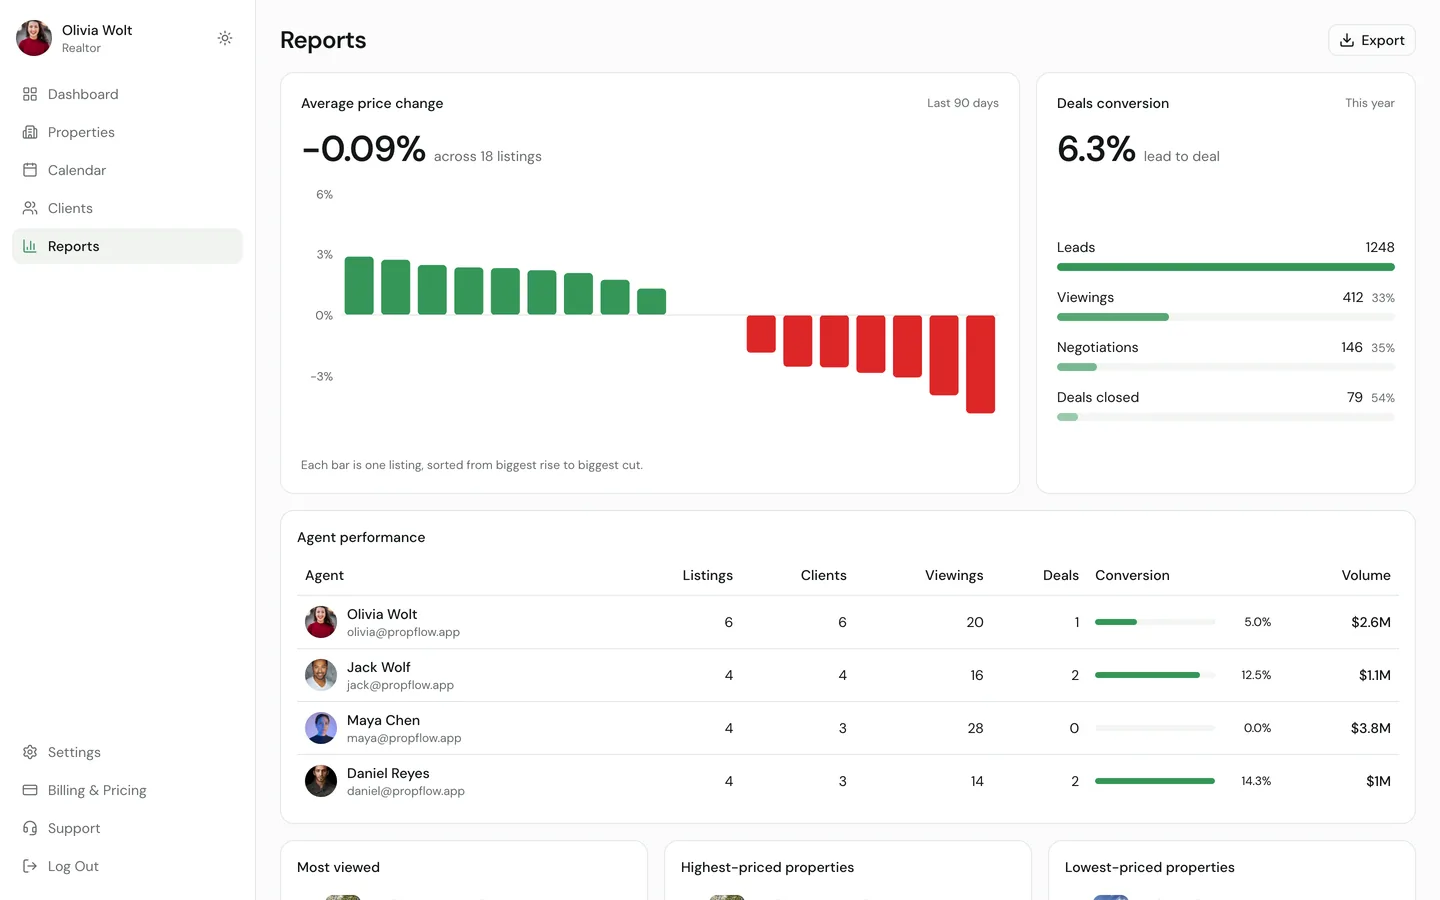 Olivia Wolt
Realtor
Dashboard
Properties
Calendar
Clients
Reports
Settings
Billing & Pricing
Support
Log Out
Reports
Export
Average price change
Last 90 days
-0.09% across 18 listings
6%
3%
0%
-3%
Each bar is one listing, sorted from biggest rise to biggest cut.
Deals conversion
This year
6.3% lead to deal
Leads 1248
Viewings 412 33%
Negotiations 146 35%
Deals closed 79 54%
Agent performance
Agent Listings Clients Viewings Deals Conversion Volume
Olivia Wolt
olivia@propflow.app
6 6 20 1 5.0% $2.6M
Jack Wolf
jack@propflow.app
4 4 16 2 12.5% $1.1M
Maya Chen
maya@propflow.app
4 3 28 0 0.0% $3.8M
Daniel Reyes
daniel@propflow.app
4 3 14 2 14.3% $1M
Most viewed
Highest-priced properties
Lowest-priced properties